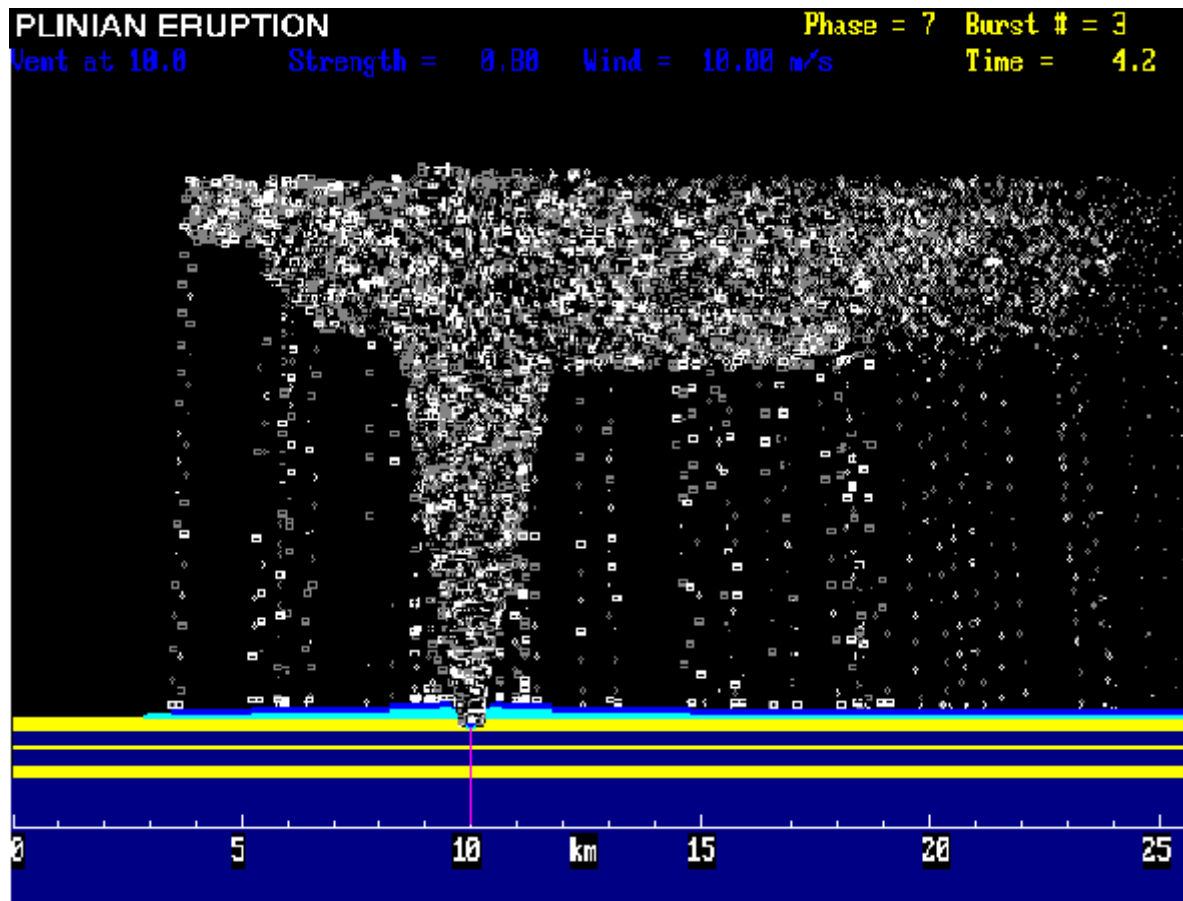 PLINIAN ERUPTION Phase = 7 Burst # = 3
Vent at 10.0 Strength = 0.80 Wind = 10.00 m/s Time = 4.2
0 5 10 km 15 20 25